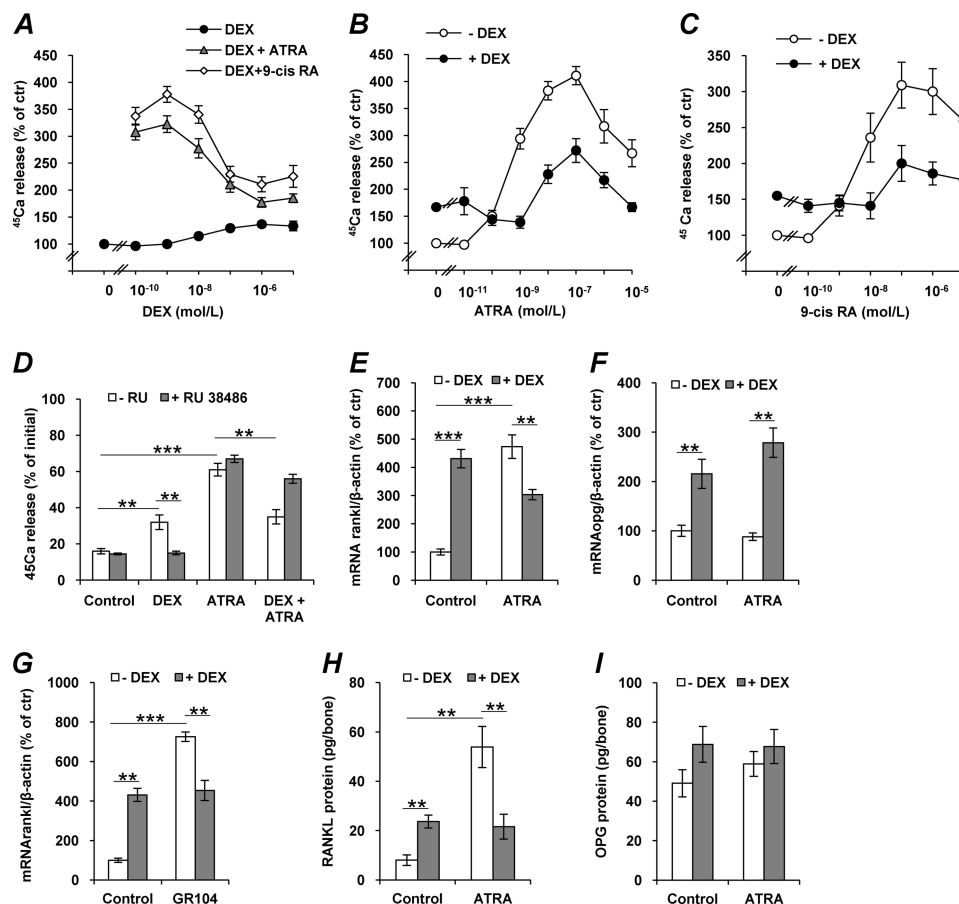 A
DEX
DEX + ATRA
DEX+9-cis RA
⁴⁵Ca release (% of ctr)
450
400
350
300
250
200
150
100
0 10⁻¹⁰ 10⁻⁸ 10⁻⁶
DEX (mol/L)
B
- DEX
+ DEX
⁴⁵Ca release (% of ctr)
450
400
350
300
250
200
150
100
0 10⁻¹¹ 10⁻⁹ 10⁻⁷ 10⁻⁵
ATRA (mol/L)
C
- DEX
+ DEX
⁴⁵ Ca release (% of ctr)
350
300
250
200
150
100
0 10⁻¹⁰ 10⁻⁸ 10⁻⁶
9-cis RA (mol/L)
D
- RU + RU 38486
45Ca release (% of initial)
100
80
60
40
20
0
** *** ** **
Control DEX ATRA DEX +
ATRA
E
- DEX + DEX
mRNA rankl/β-actin (% of ctr)
700
600
500
400
300
200
100
0
*** *** **
Control ATRA
F
- DEX + DEX
mRNAopg/β-actin (% of ctr)
400
300
200
100
0
** **
Control ATRA
G
- DEX + DEX
mRNArankl/β-actin (% of ctr)
1000
800
600
400
200
0
** *** **
Control GR104
H
- DEX + DEX
RANKL protein (pg/bone)
80
60
40
20
0
** ** **
Control ATRA
I
- DEX + DEX
OPG protein (pg/bone)
100
80
60
40
20
0
Control ATRA